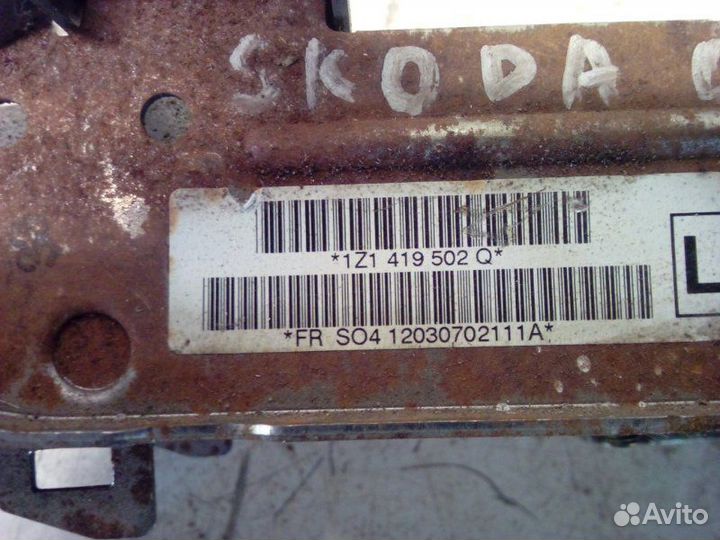 SKODA
*1Z1 419 502 Q*
*FR SO4 12030702111A*
L
Avito